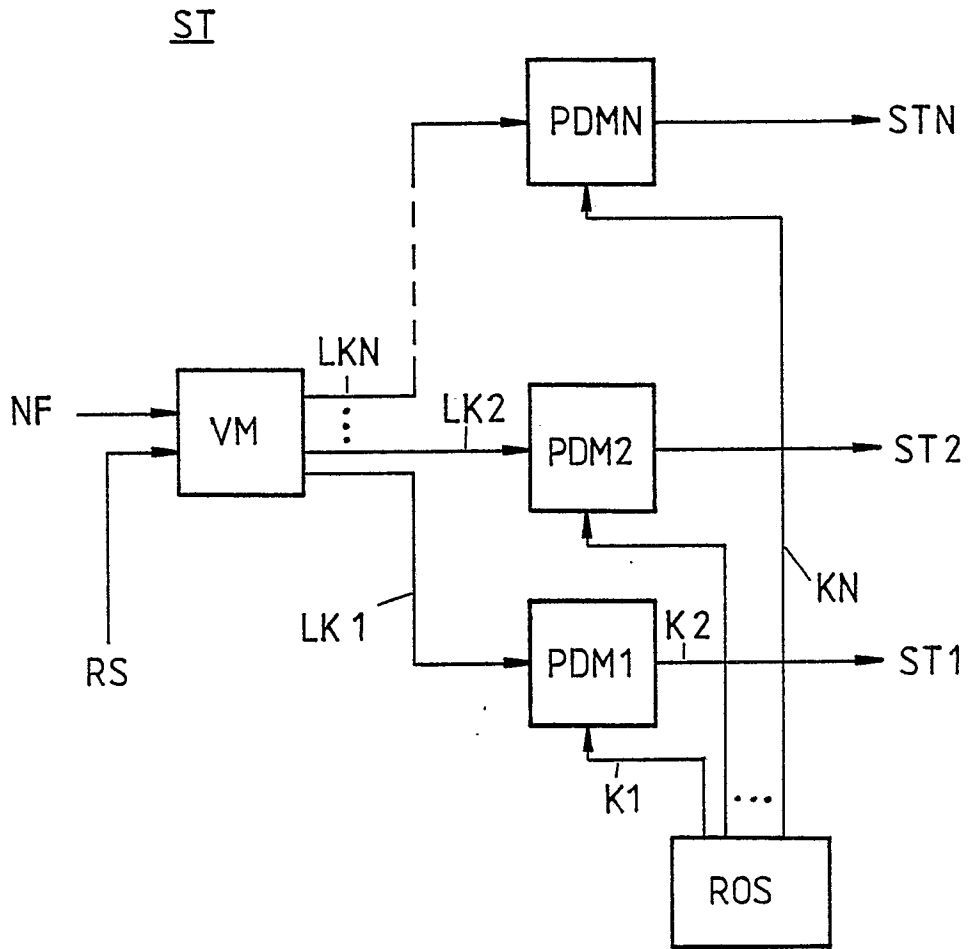 ST
PDMN
STN
LKN
NF
VM
LK2
PDM2
ST2
KN
LK1
RS
PDM1
K2
ST1
K1
ROS